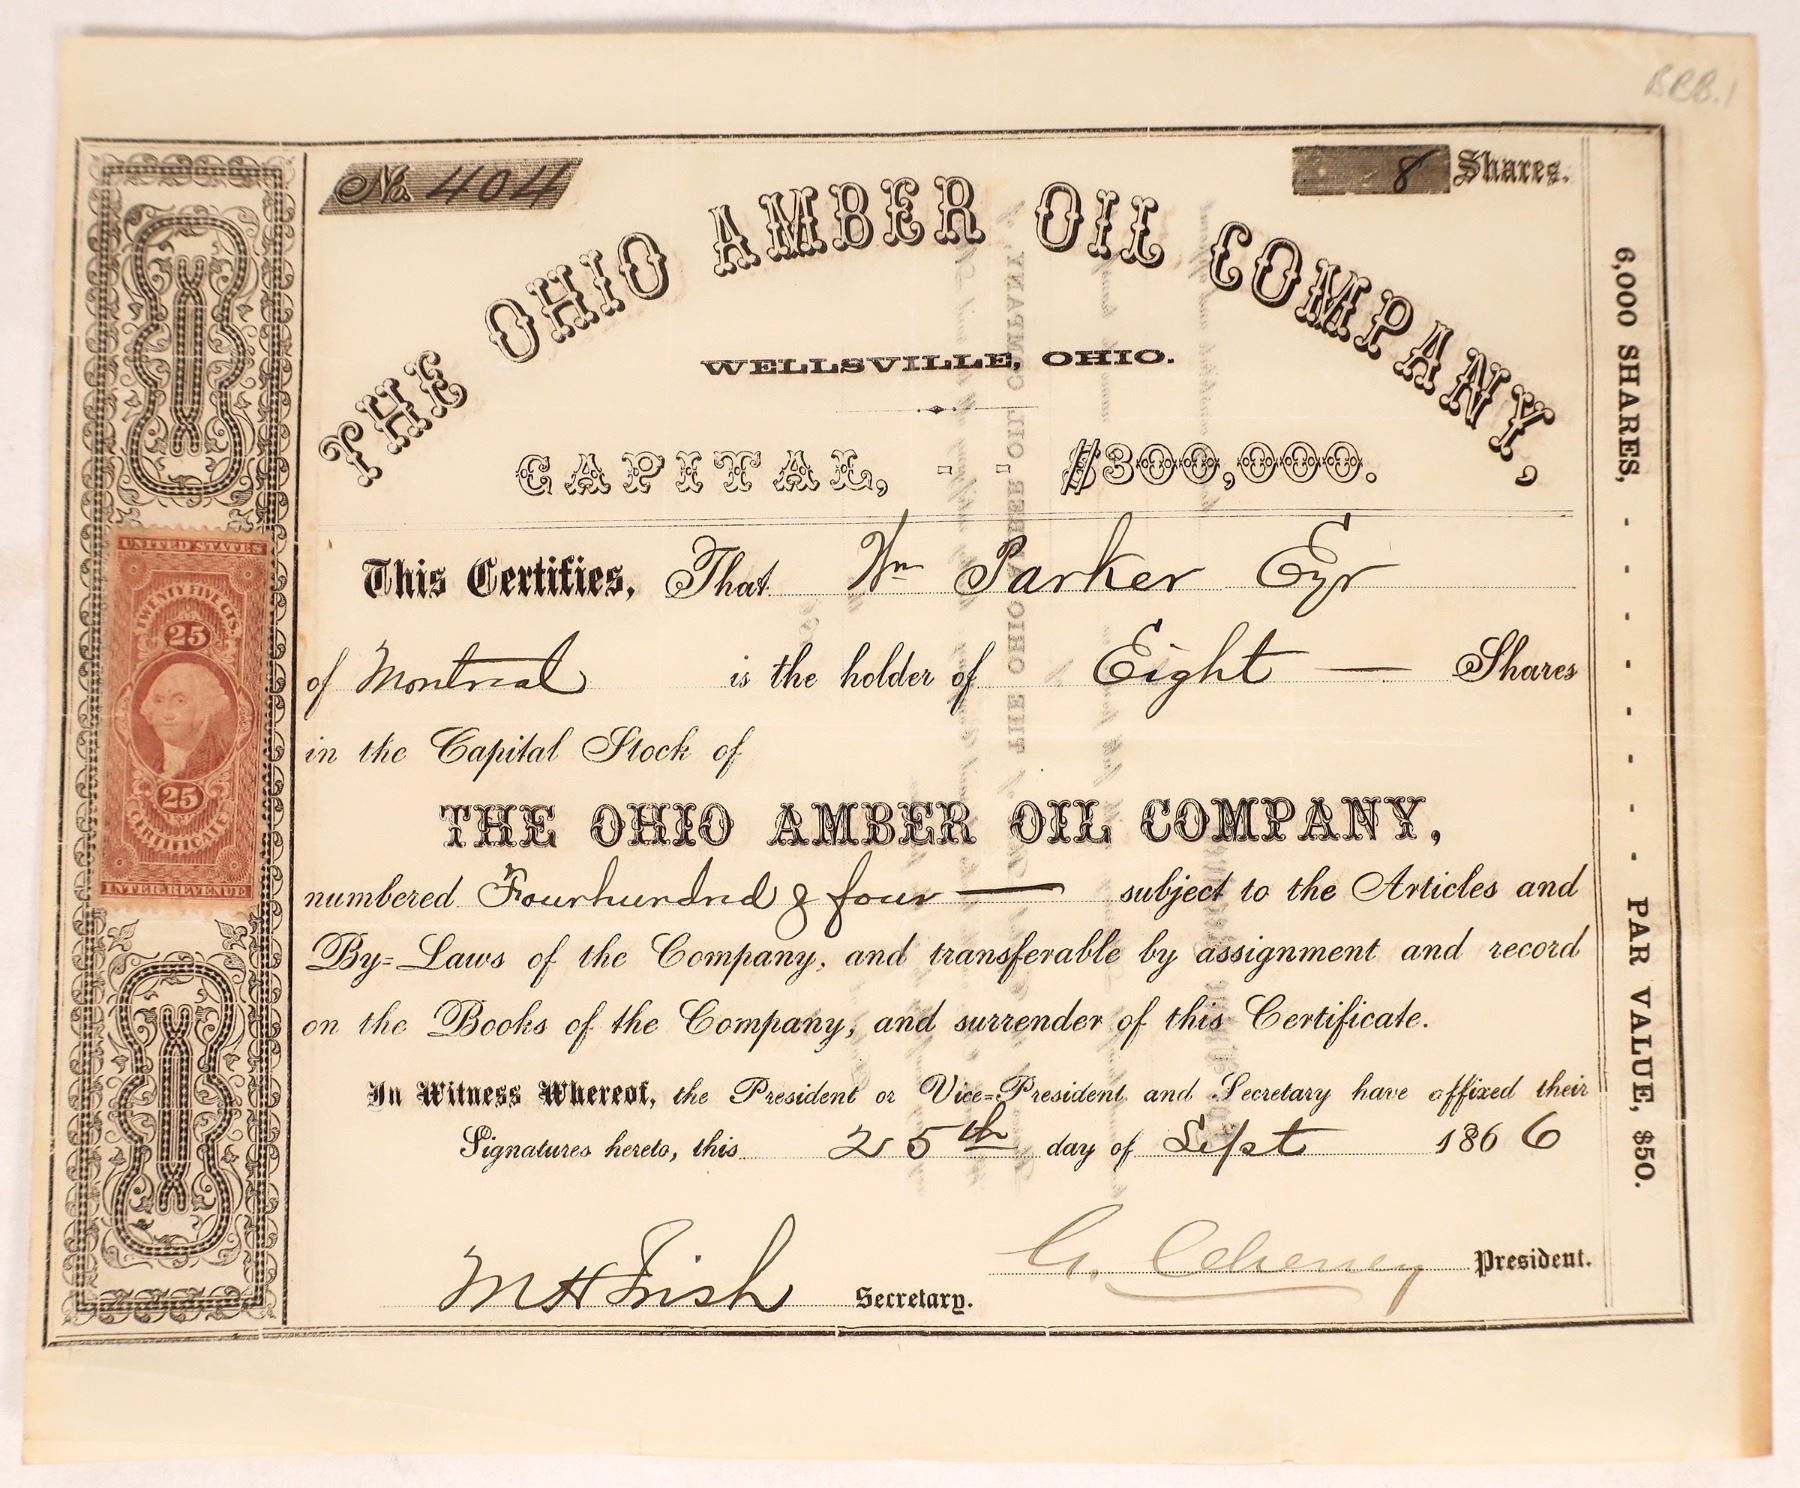 BBB.1
No. 404
8 Shares.
THE OHIO AMBER OIL COMPANY,
WELLSVILLE, OHIO.
CAPITAL, " " $300,000.
This Certifies, That Wm Parker Eyr
of Montreal is the holder of Eight — Shares
in the Capital Stock of
THE OHIO AMBER OIL COMPANY,
numbered Fourhundred & four — subject to the Articles and
By-Laws of the Company, and transferable by assignment and record
on the Books of the Company, and surrender of this Certificate.
In Witness Whereof, the President or Vice-President and Secretary have affixed their
Signatures hereto, this 25th day of Sept 1866
M H Irish Secretary.
G. Cheney President.
6,000 SHARES, - - - - - - PAR VALUE, $50.
UNITED STATES
TWENTY FIVE CTS.
25
25
CERTIFICATE
INTER. REVENUE